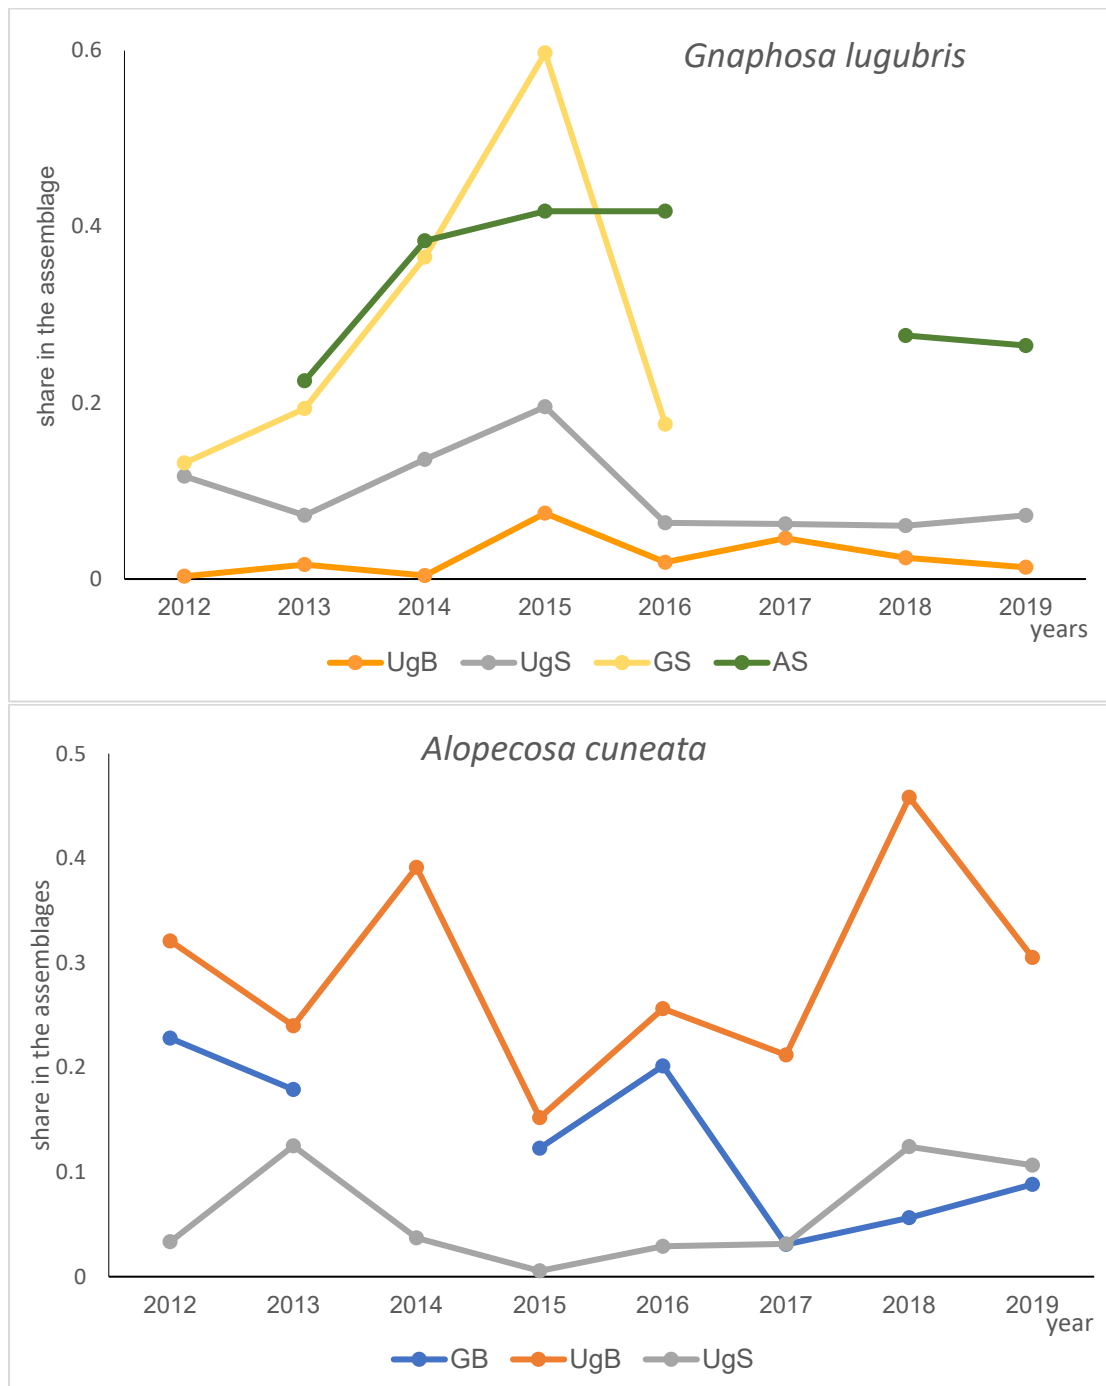 Gnaphosa lugubris
share in the assemblage
0.6
0.4
0.2
0
2012 2013 2014 2015 2016 2017 2018 2019
years
UgB UgS GS AS
Alopecosa cuneata
share in the assemblages
0.5
0.4
0.3
0.2
0.1
0
2012 2013 2014 2015 2016 2017 2018 2019
year
GB UgB UgS